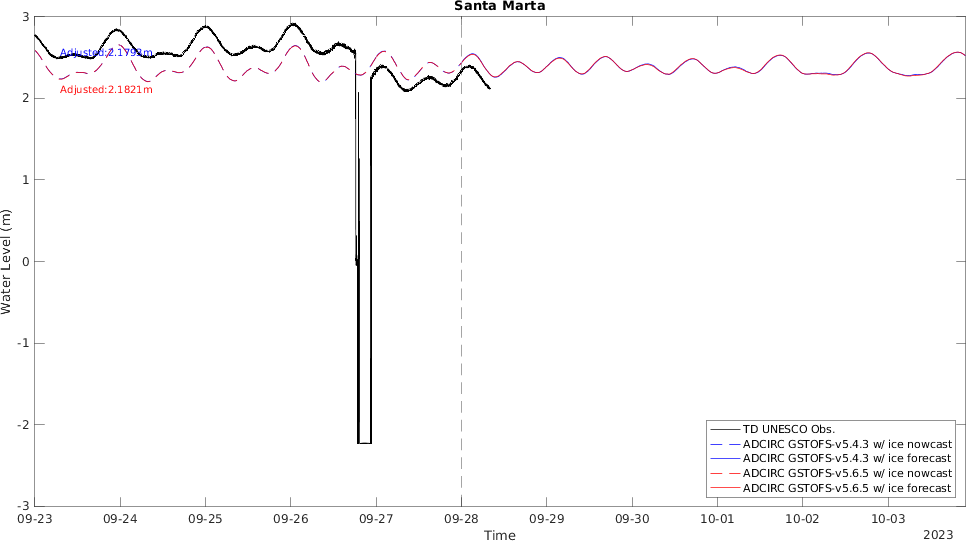 Santa Marta
3
2
1
0
-1
-2
-3
Water Level (m)
Adjusted:2.1793m
Adjusted:2.1821m
TD UNESCO Obs.
ADCIRC GSTOFS-v5.4.3 w/ ice nowcast
ADCIRC GSTOFS-v5.4.3 w/ ice forecast
ADCIRC GSTOFS-v5.6.5 w/ ice nowcast
ADCIRC GSTOFS-v5.6.5 w/ ice forecast
09-23 09-24 09-25 09-26 09-27 09-28 09-29 09-30 10-01 10-02 10-03
Time
2023